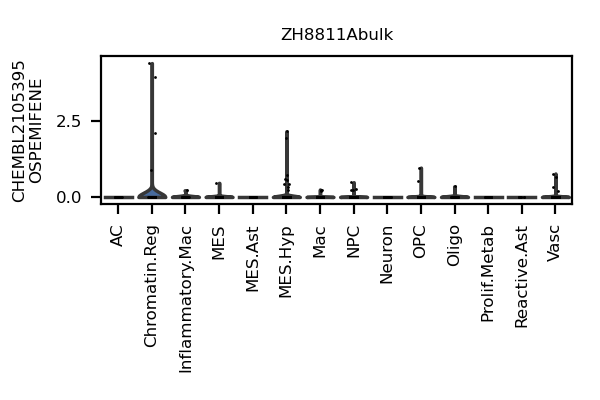 ZH8811Abulk
CHEMBL2105395
OSPEMIFENE
2.5
0.0
AC
Chromatin.Reg
Inflammatory.Mac
MES
MES.Ast
MES.Hyp
Mac
NPC
Neuron
OPC
Oligo
Prolif.Metab
Reactive.Ast
Vasc